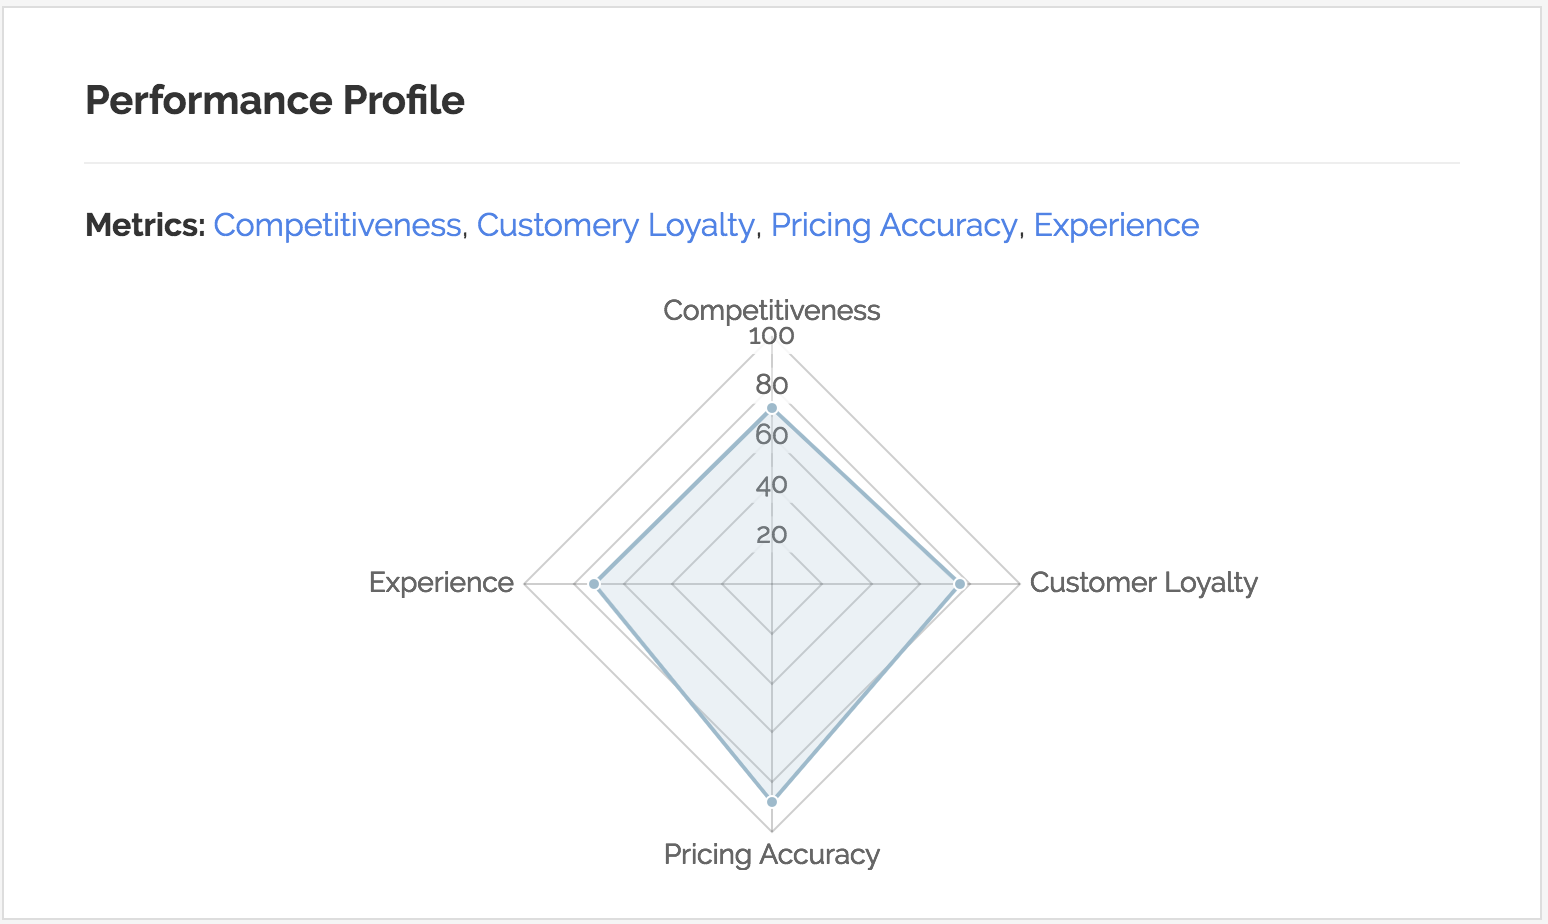 Performance Profile
Metrics: Competitiveness, Customery Loyalty, Pricing Accuracy, Experience
Competitiveness
100
80
60
40
20
Experience
Customer Loyalty
Pricing Accuracy